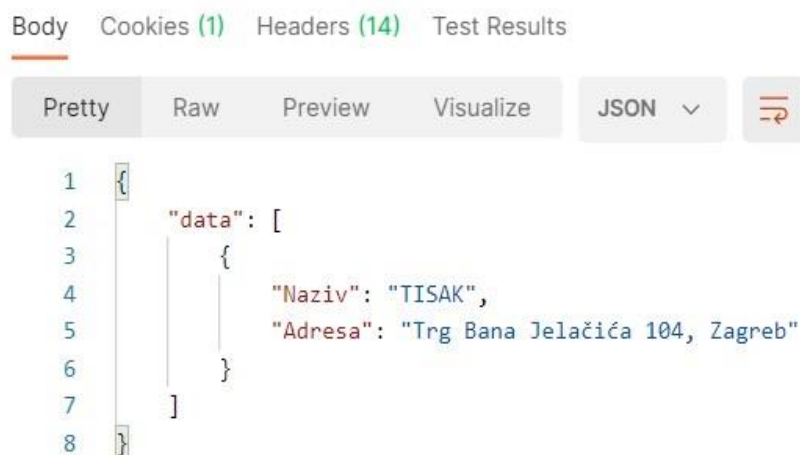 Body Cookies (1) Headers (14) Test Results
Pretty Raw Preview Visualize JSON
1 {
2 "data": [
3 {
4 "Naziv": "TISAK",
5 "Adresa": "Trg Bana Jelačića 104, Zagreb"
6 }
7 ]
8 }